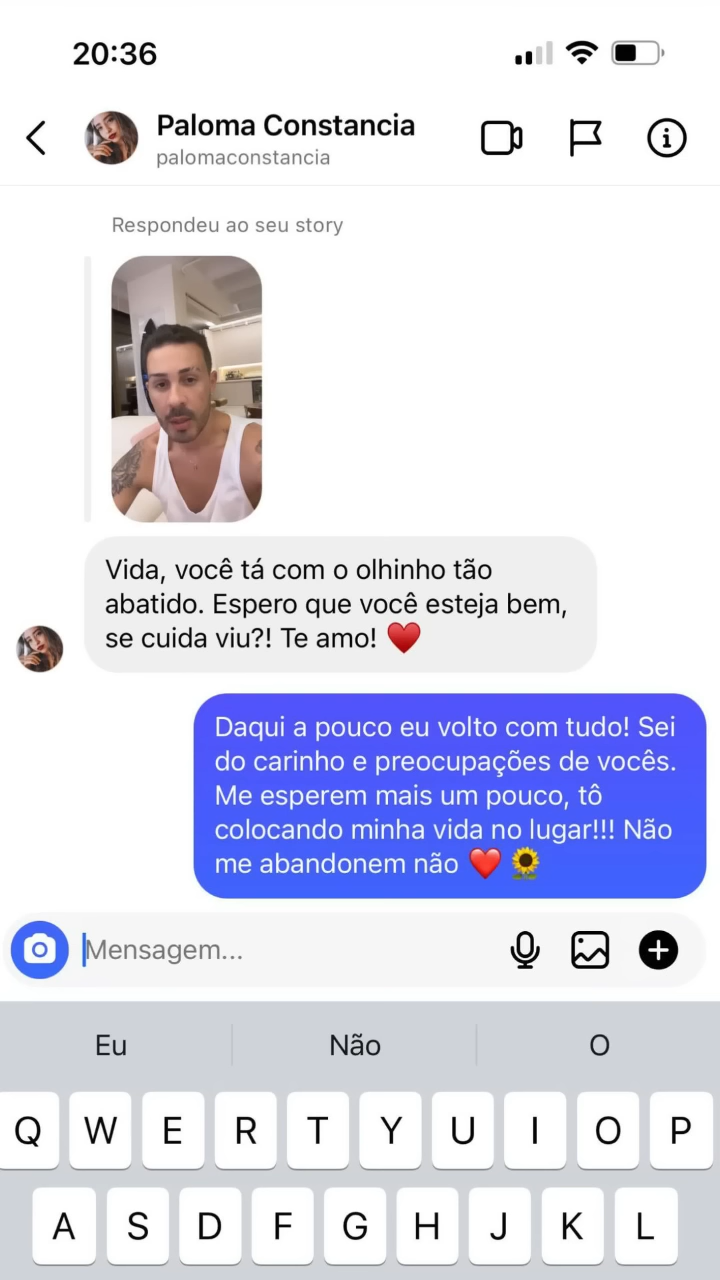 20:36
Paloma Constancia
palomaconstancia
Respondeu ao seu story
Vida, você tá com o olhinho tão
abatido. Espero que você esteja bem,
se cuida viu?! Te amo! ♥️
Daqui a pouco eu volto com tudo! Sei
do carinho e preocupações de vocês.
Me esperem mais um pouco, tô
colocando minha vida no lugar!!! Não
me abandonem não ❤️ 🌻
Mensagem...
Eu Não O
Q W E R T Y U I O P
A S D F G H J K L